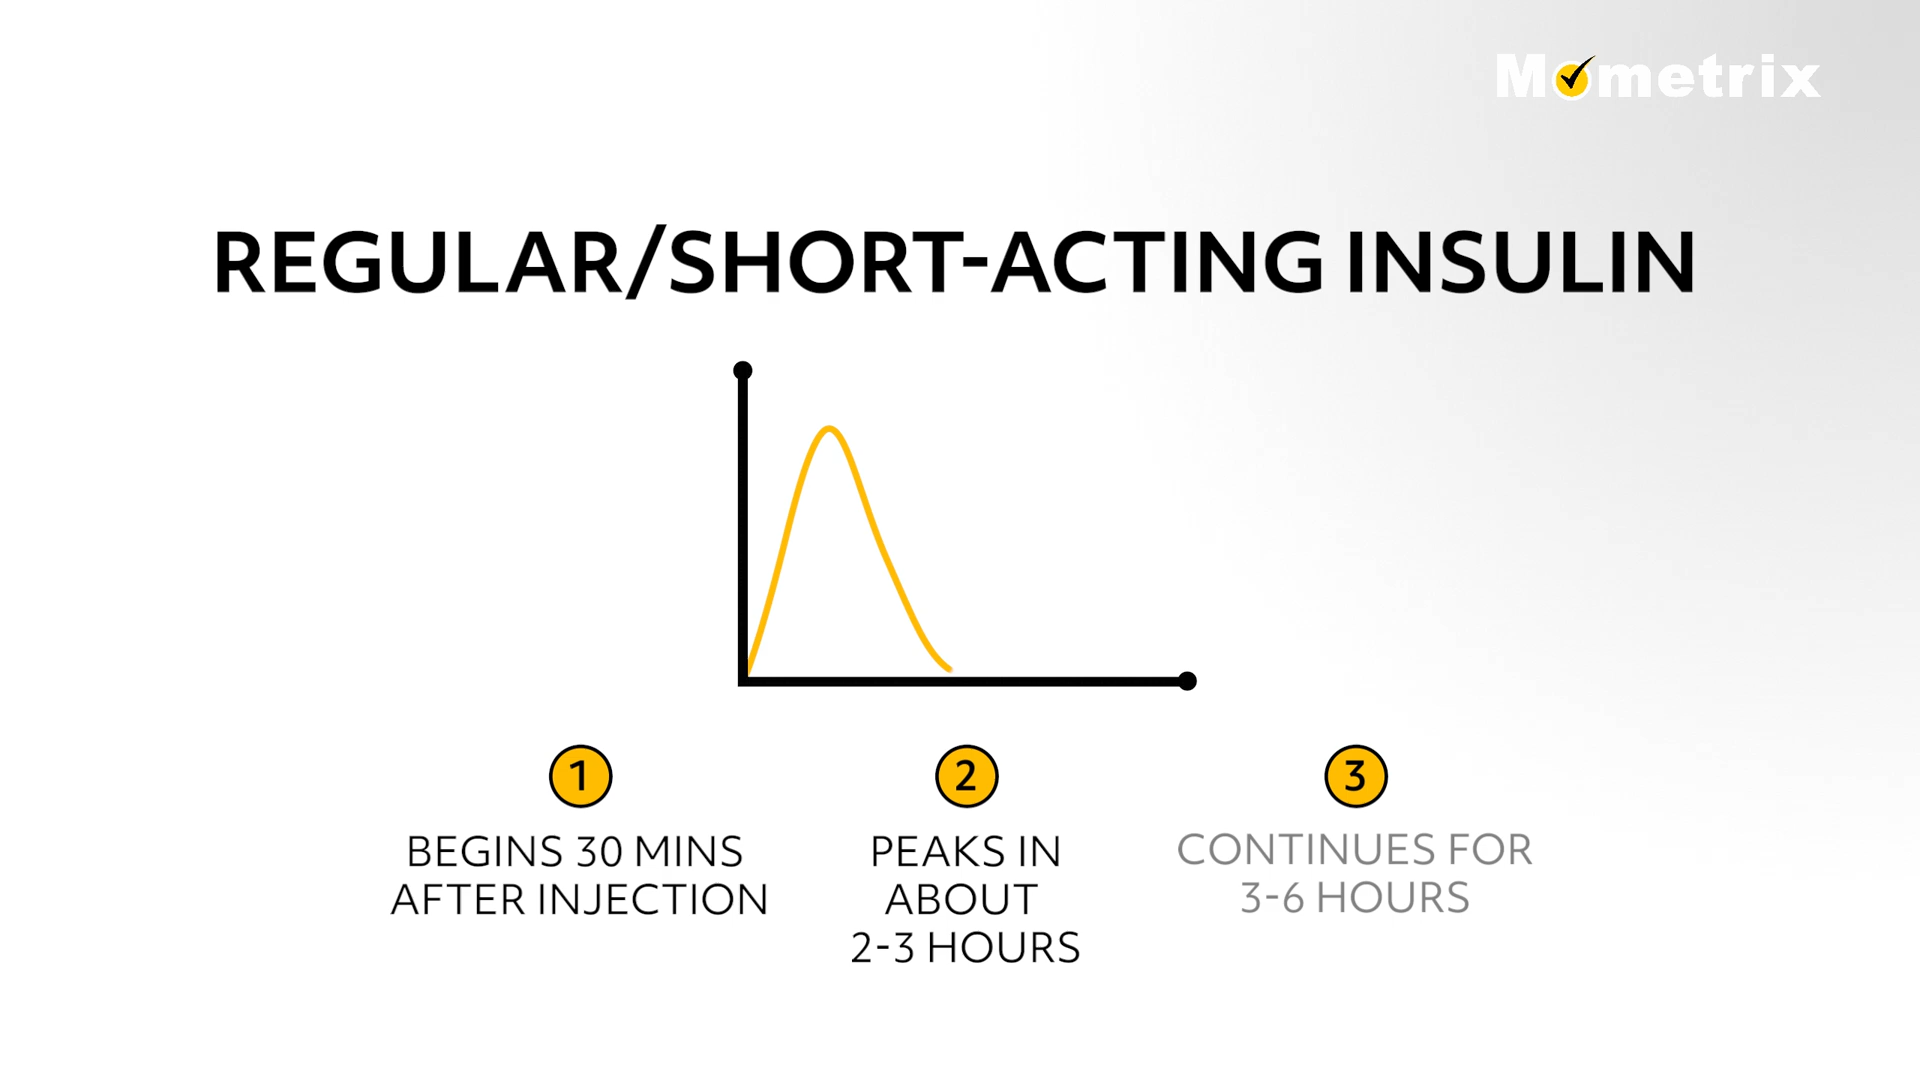 Mometrix
REGULAR/SHORT-ACTING INSULIN
1
BEGINS 30 MINS
AFTER INJECTION
2
PEAKS IN
ABOUT
2-3 HOURS
3
CONTINUES FOR
3-6 HOURS